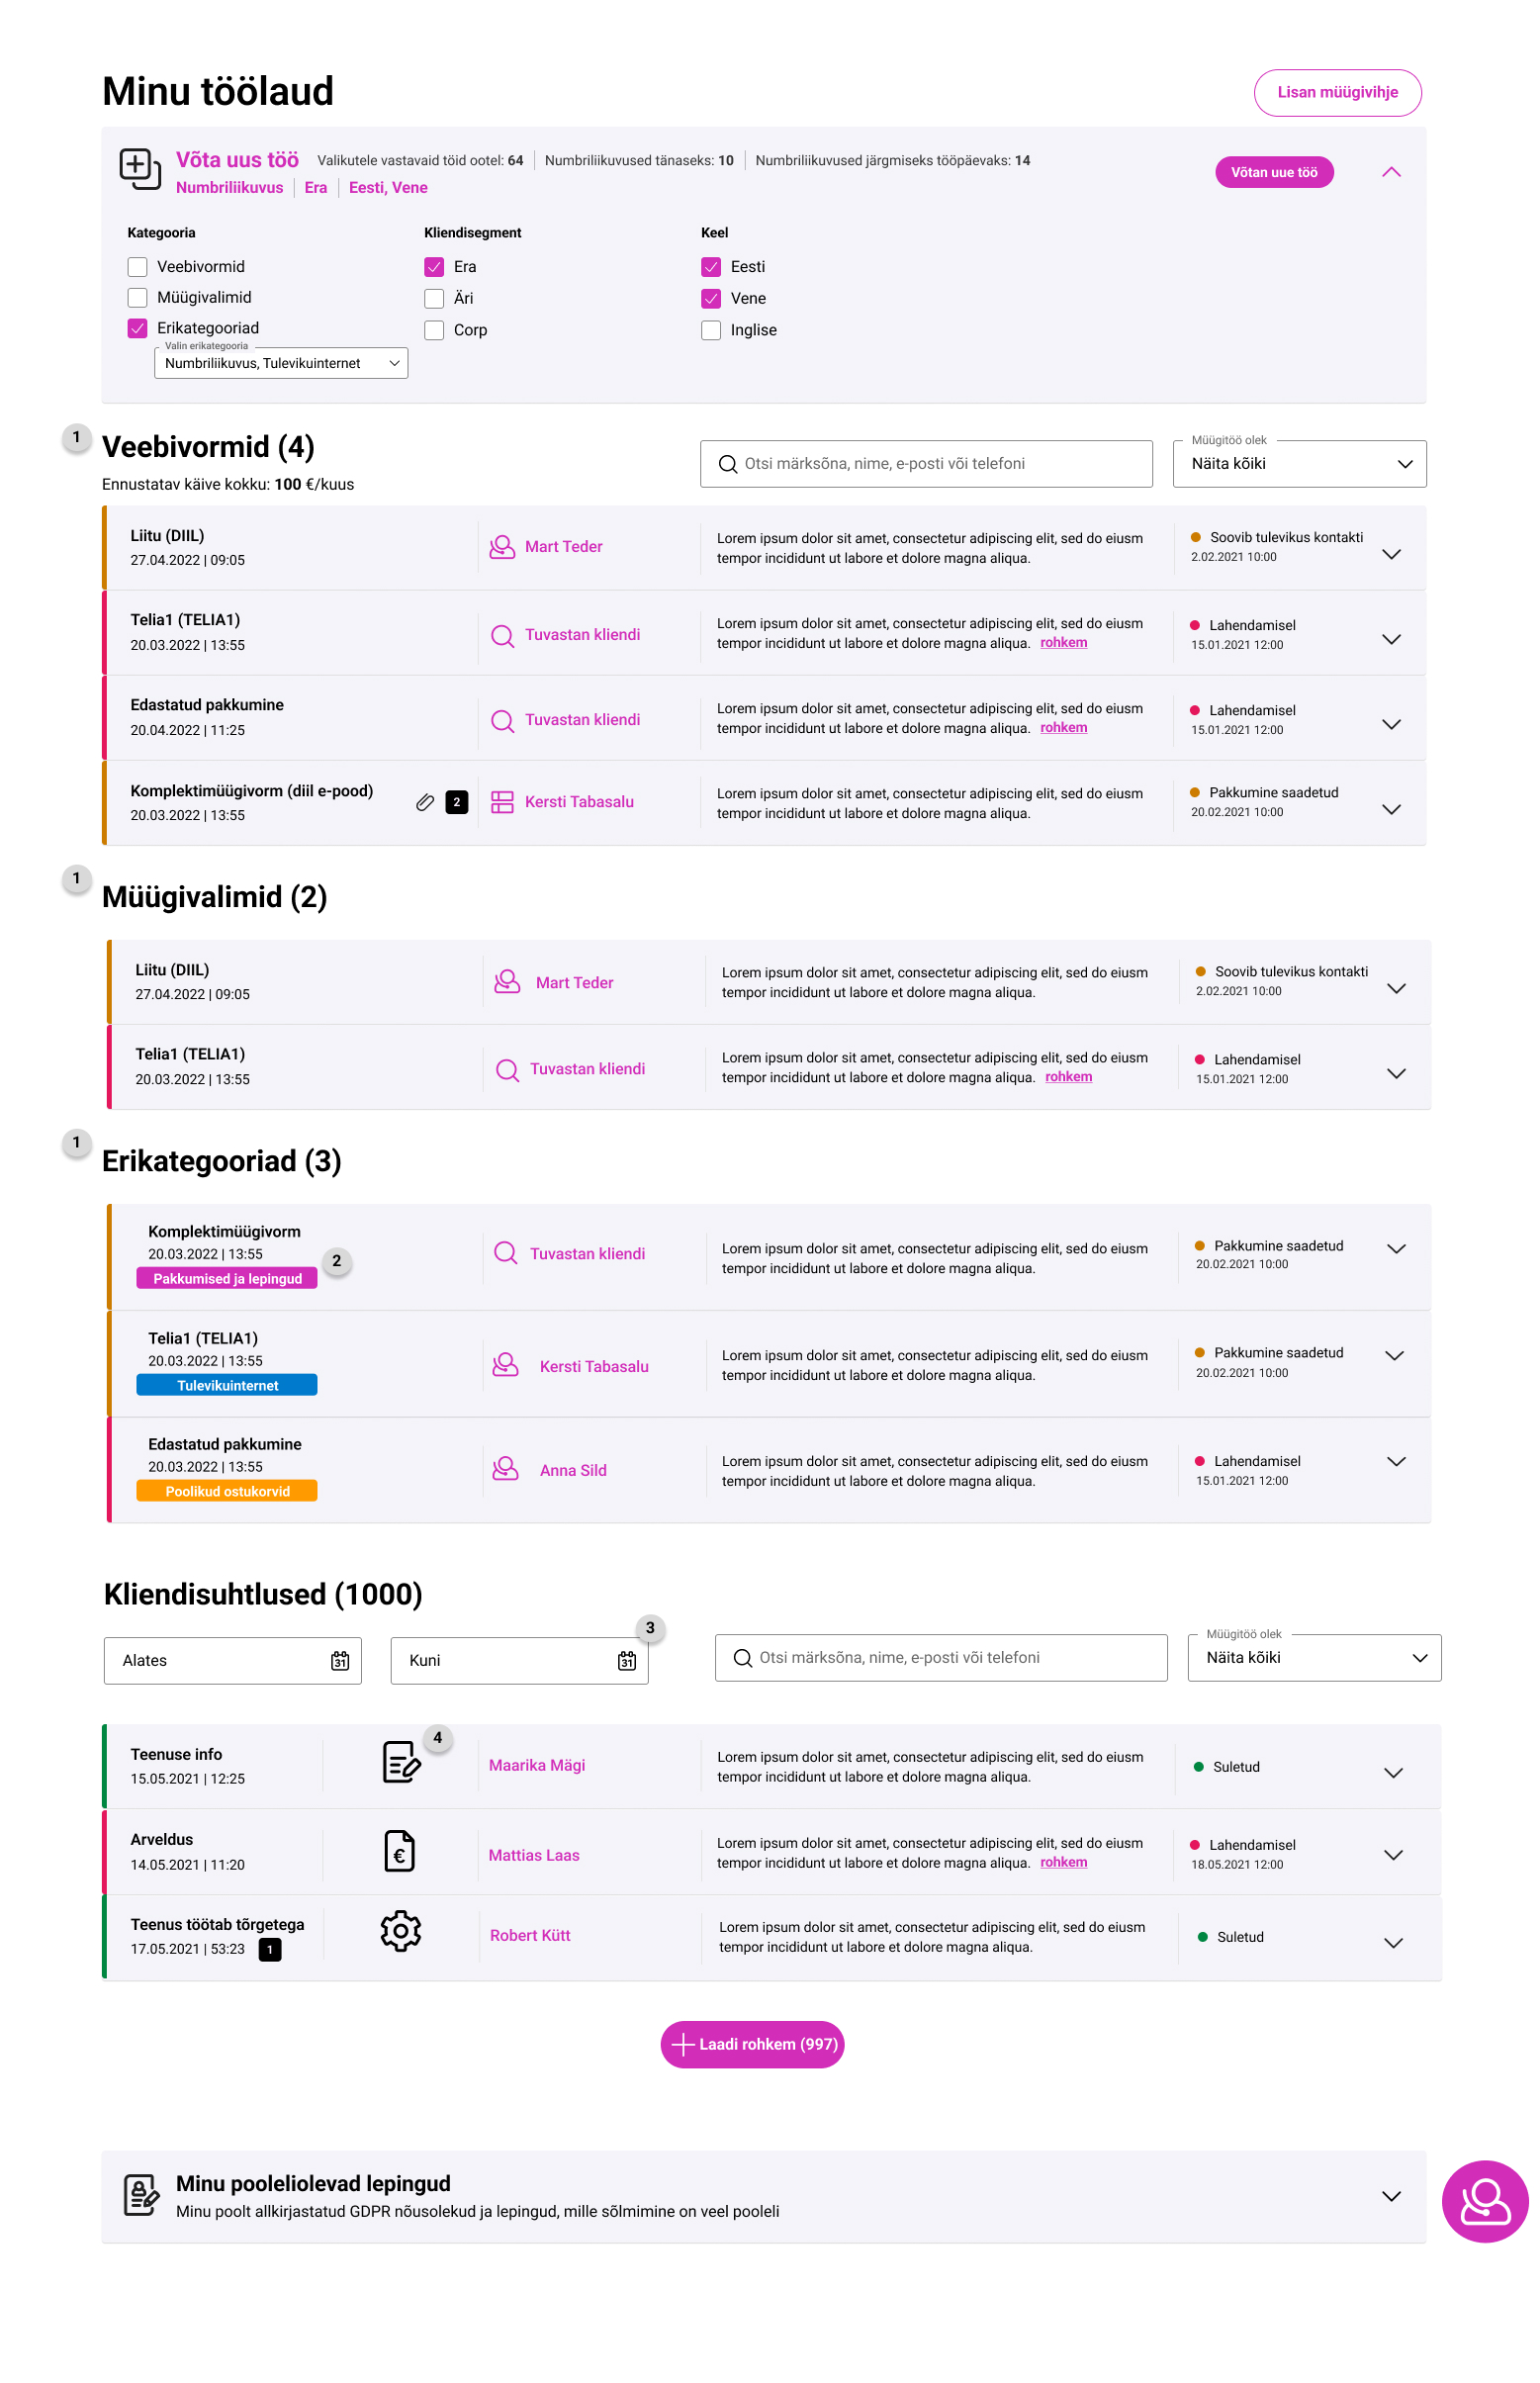 Minu töölaud
Lisan müügivihje
Võta uus töö
Valikutele vastavaid töid ootel: 64
Numbriliikuvused tänaseks: 10
Numbriliikuvused järgmiseks tööpäevaks: 14
Võtan uue töö
Numbriliikuvus
Era
Eesti, Vene
Kategooria
Veebivormid
Müügivalimid
Erikategooriad
Valin erikategooria
Numbriliikuvus, Tulevikuinternet
Kliendisegment
Era
Äri
Corp
Keel
Eesti
Vene
Inglise
1
Veebivormid (4)
Ennustatav käive kokku: 100 €/kuus
Otsi märksõna, nime, e-posti või telefoni
Müügitöö olek
Näita kõiki
Liitu (DIIL)
27.04.2022 | 09:05
Mart Teder
Lorem ipsum dolor sit amet, consectetur adipiscing elit, sed do eiusm
tempor incididunt ut labore et dolore magna aliqua.
Soovib tulevikus kontakti
2.02.2021 10:00
Telia1 (TELIA1)
20.03.2022 | 13:55
Tuvastan kliendi
Lorem ipsum dolor sit amet, consectetur adipiscing elit, sed do eiusm
tempor incididunt ut labore et dolore magna aliqua. rohkem
Lahendamisel
15.01.2021 12:00
Edastatud pakkumine
20.04.2022 | 11:25
Tuvastan kliendi
Lorem ipsum dolor sit amet, consectetur adipiscing elit, sed do eiusm
tempor incididunt ut labore et dolore magna aliqua. rohkem
Lahendamisel
15.01.2021 12:00
Komplektimüügivorm (diil e-pood)
20.03.2022 | 13:55
2
Kersti Tabasalu
Lorem ipsum dolor sit amet, consectetur adipiscing elit, sed do eiusm
tempor incididunt ut labore et dolore magna aliqua.
Pakkumine saadetud
20.02.2021 10:00
1
Müügivalimid (2)
Liitu (DIIL)
27.04.2022 | 09:05
Mart Teder
Lorem ipsum dolor sit amet, consectetur adipiscing elit, sed do eiusm
tempor incididunt ut labore et dolore magna aliqua.
Soovib tulevikus kontakti
2.02.2021 10:00
Telia1 (TELIA1)
20.03.2022 | 13:55
Tuvastan kliendi
Lorem ipsum dolor sit amet, consectetur adipiscing elit, sed do eiusm
tempor incididunt ut labore et dolore magna aliqua. rohkem
Lahendamisel
15.01.2021 12:00
1
Erikategooriad (3)
Komplektimüügivorm
20.03.2022 | 13:55
Pakkumised ja lepingud
2
Tuvastan kliendi
Lorem ipsum dolor sit amet, consectetur adipiscing elit, sed do eiusm
tempor incididunt ut labore et dolore magna aliqua.
Pakkumine saadetud
20.02.2021 10:00
Telia1 (TELIA1)
20.03.2022 | 13:55
Tulevikuinternet
Kersti Tabasalu
Lorem ipsum dolor sit amet, consectetur adipiscing elit, sed do eiusm
tempor incididunt ut labore et dolore magna aliqua.
Pakkumine saadetud
20.02.2021 10:00
Edastatud pakkumine
20.03.2022 | 13:55
Poolikud ostukorvid
Anna Sild
Lorem ipsum dolor sit amet, consectetur adipiscing elit, sed do eiusm
tempor incididunt ut labore et dolore magna aliqua.
Lahendamisel
15.01.2021 12:00
Kliendisuhtlused (1000)
Alates
31
Kuni
31
3
Otsi märksõna, nime, e-posti või telefoni
Müügitöö olek
Näita kõiki
Teenuse info
15.05.2021 | 12:25
4
Maarika Mägi
Lorem ipsum dolor sit amet, consectetur adipiscing elit, sed do eiusm
tempor incididunt ut labore et dolore magna aliqua.
Suletud
Arveldus
14.05.2021 | 11:20
€
Mattias Laas
Lorem ipsum dolor sit amet, consectetur adipiscing elit, sed do eiusm
tempor incididunt ut labore et dolore magna aliqua. rohkem
Lahendamisel
18.05.2021 12:00
Teenus töötab tõrgetega
17.05.2021 | 53:23
1
Robert Kütt
Lorem ipsum dolor sit amet, consectetur adipiscing elit, sed do eiusm
tempor incididunt ut labore et dolore magna aliqua.
Suletud
Laadi rohkem (997)
Minu pooleliolevad lepingud
Minu poolt allkirjastatud GDPR nõusolekud ja lepingud, mille sõlmimine on veel pooleli